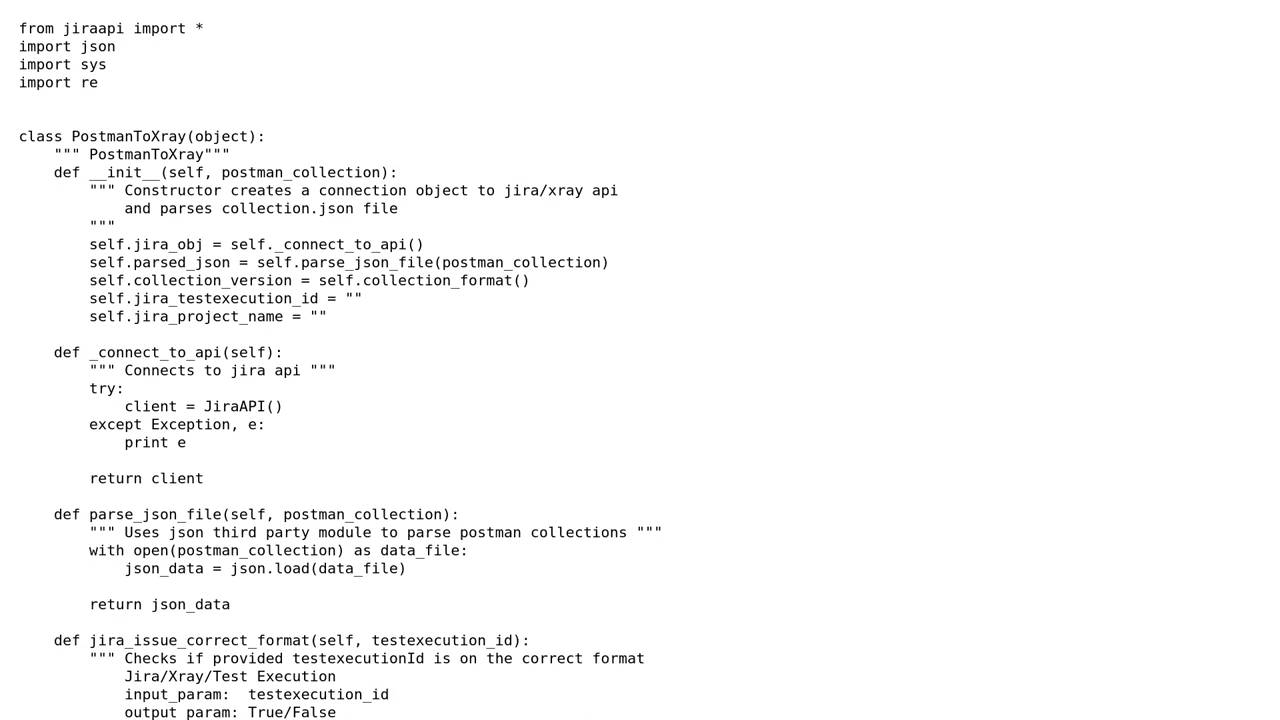 from jiraapi import *
import json
import sys
import re


class PostmanToXray(object):
    """ PostmanToXray"""
    def __init__(self, postman_collection):
        """ Constructor creates a connection object to jira/xray api
            and parses collection.json file
        """
        self.jira_obj = self._connect_to_api()
        self.parsed_json = self.parse_json_file(postman_collection)
        self.collection_version = self.collection_format()
        self.jira_testexecution_id = ""
        self.jira_project_name = ""

    def _connect_to_api(self):
        """ Connects to jira api """
        try:
            client = JiraAPI()
        except Exception, e:
            print e

        return client

    def parse_json_file(self, postman_collection):
        """ Uses json third party module to parse postman collections """
        with open(postman_collection) as data_file:
            json_data = json.load(data_file)

        return json_data

    def jira_issue_correct_format(self, testexecution_id):
        """ Checks if provided testexecutionId is on the correct format
            Jira/Xray/Test Execution
            input_param:  testexecution_id
            output param: True/False